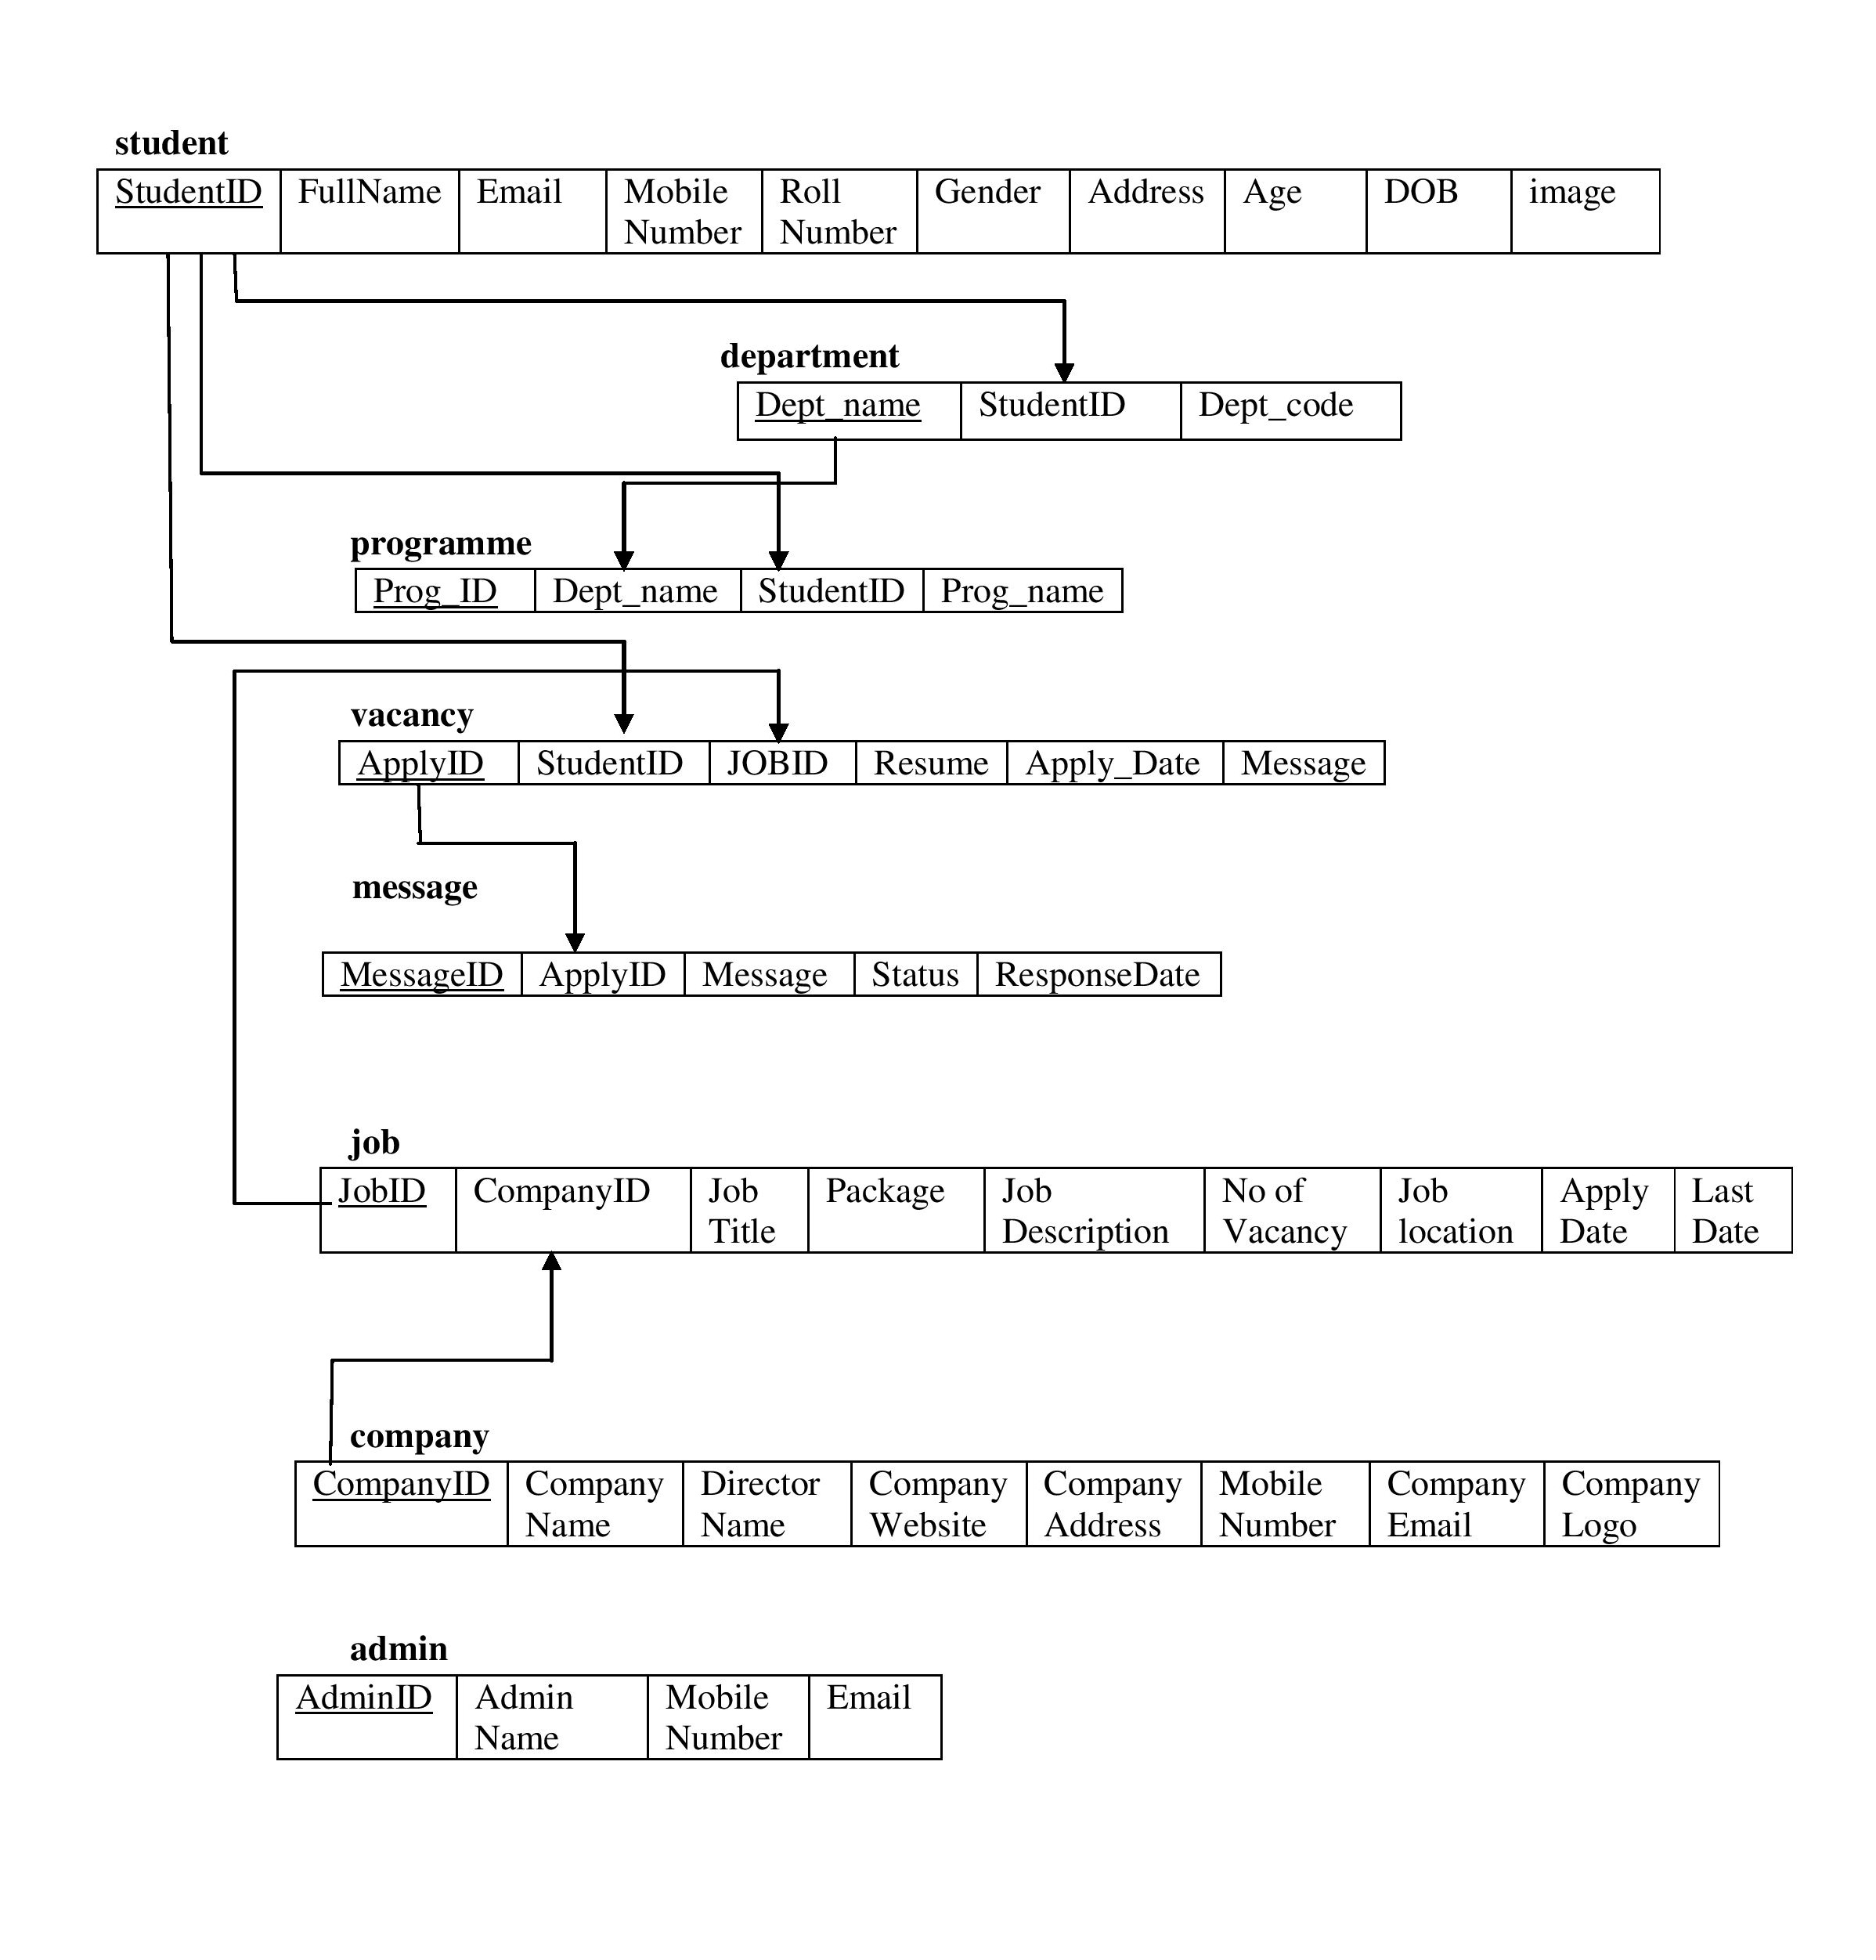 student
StudentID FullName Email Mobile Number Roll Number Gender Address Age DOB image
department
Dept_name StudentID Dept_code
programme
Prog_ID Dept_name StudentID Prog_name
vacancy
ApplyID StudentID JOBID Resume Apply_Date Message
message
MessageID ApplyID Message Status ResponseDate
job
JobID CompanyID Job Title Package Job Description No of Vacancy Job location Apply Date Last Date
company
CompanyID Company Name Director Name Company Website Company Address Mobile Number Company Email Company Logo
admin
AdminID Admin Name Mobile Number Email